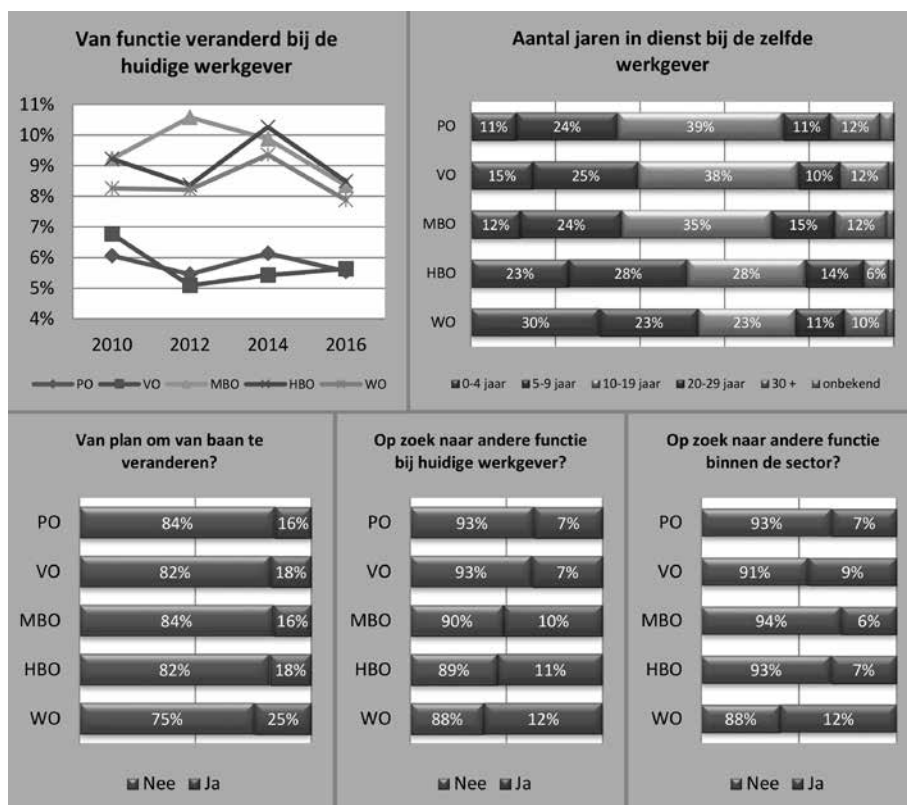 Van functie veranderd bij de
huidige werkgever
11%
10%
9%
8%
7%
6%
5%
4%
2010 2012 2014 2016
PO VO MBO HBO WO
Aantal jaren in dienst bij de zelfde
werkgever
PO 11% 24% 39% 11% 12%
VO 15% 25% 38% 10% 12%
MBO 12% 24% 35% 15% 12%
HBO 23% 28% 28% 14% 6%
WO 30% 23% 23% 11% 10%
0-4 jaar 5-9 jaar 10-19 jaar 20-29 jaar 30 + onbekend
Van plan om van baan te
veranderen?
PO 84% 16%
VO 82% 18%
MBO 84% 16%
HBO 82% 18%
WO 75% 25%
Nee Ja
Op zoek naar andere functie
bij huidige werkgever?
PO 93% 7%
VO 93% 7%
MBO 90% 10%
HBO 89% 11%
WO 88% 12%
Nee Ja
Op zoek naar andere functie
binnen de sector?
PO 93% 7%
VO 91% 9%
MBO 94% 6%
HBO 93% 7%
WO 88% 12%
Nee Ja